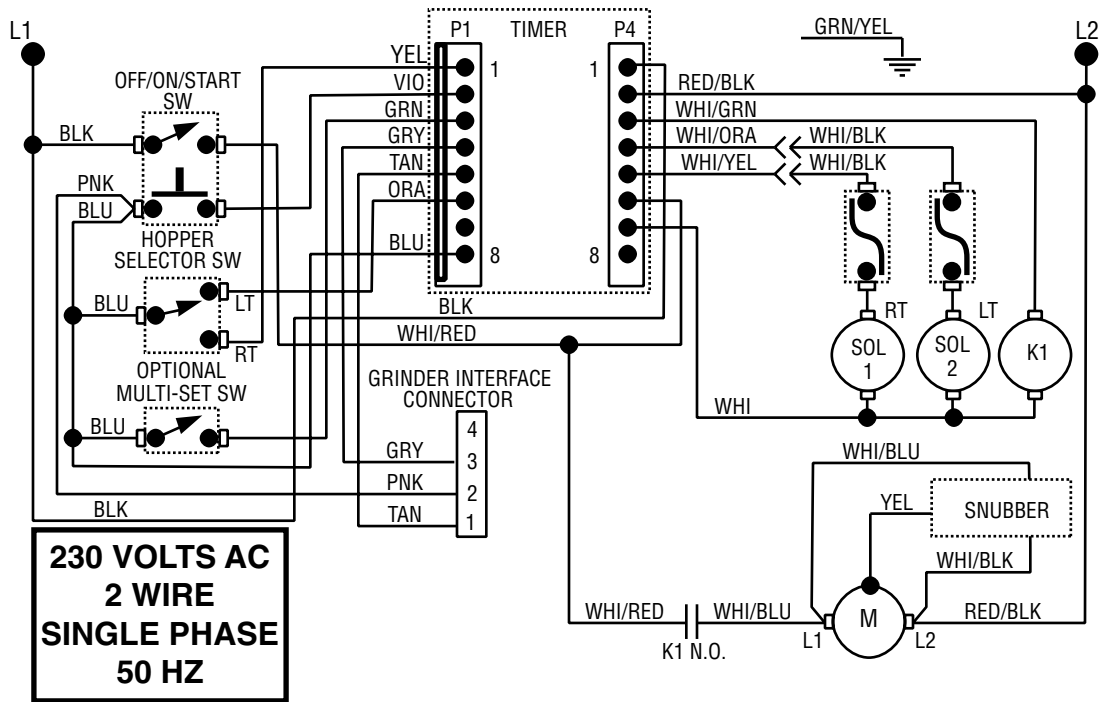 L1
P1 TIMER P4
GRN/YEL
L2
OFF/ON/START
SW
YEL
1
1
VIO
RED/BLK
BLK
GRN
WHI/GRN
GRY
WHI/ORA
WHI/BLK
TAN
WHI/YEL
WHI/BLK
PNK
ORA
BLU
HOPPER
SELECTOR SW
BLU
8
8
BLU
LT
BLK
RT
LT
WHI/RED
RT
SOL
1
SOL
2
K1
OPTIONAL
MULTI-SET SW
GRINDER INTERFACE
CONNECTOR
WHI
BLU
4
GRY
3
WHI/BLU
PNK
2
YEL
SNUBBER
BLK
TAN
1
WHI/BLK
230 VOLTS AC
2 WIRE
SINGLE PHASE
50 HZ
WHI/RED
WHI/BLU
M
RED/BLK
L1
L2
K1 N.O.